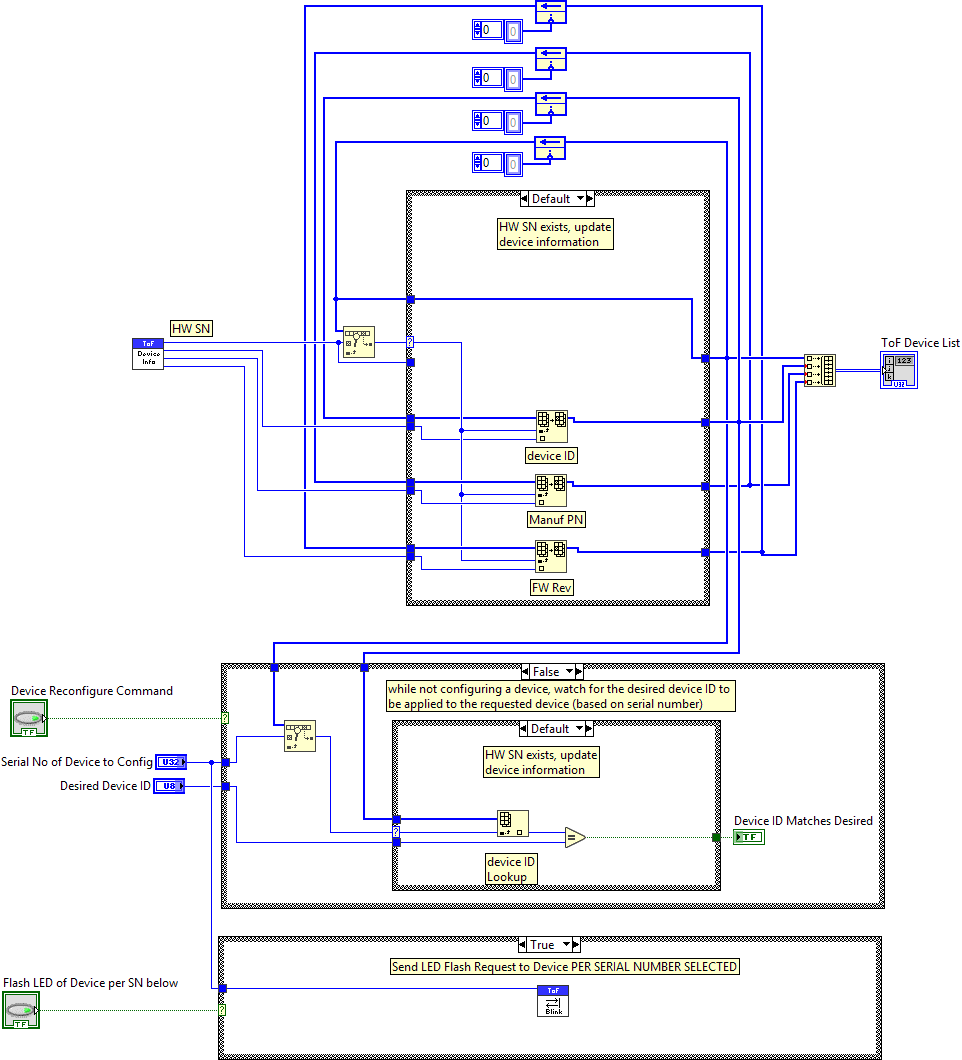 0
0
0
0
0
0
0
0
Default
HW SN exists, update
device information
HW SN
ToF
Device
Info
?
ToF Device List
i
j
k
123
U32
device ID
Manuf PN
FW Rev
False
while not configuring a device, watch for the desired device ID to
be applied to the requested device (based on serial number)
Device Reconfigure Command
TF
?
Default
HW SN exists, update
device information
Serial No of Device to Config
U32
Desired Device ID
U8
?
=
device ID
Lookup
Device ID Matches Desired
TF
True
Send LED Flash Request to Device PER SERIAL NUMBER SELECTED
Flash LED of Device per SN below
TF
?
ToF
Blink